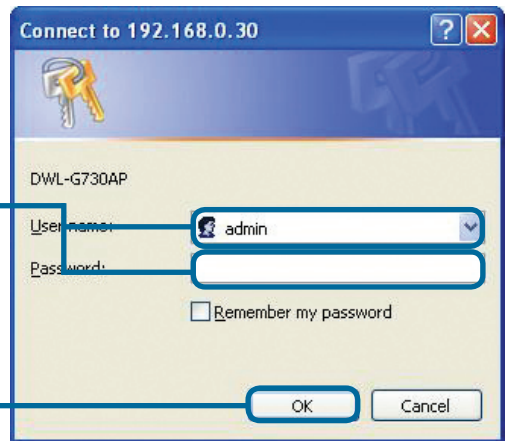 Connect to 192.168.0.30
DWL-G730AP
User name:
admin
Password:
Remember my password
OK
Cancel